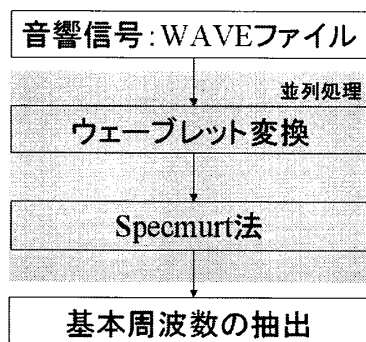 音響信号:WAVEファイル
並列処理
ウェーブレット変換
Specmurt法
基本周波数の抽出